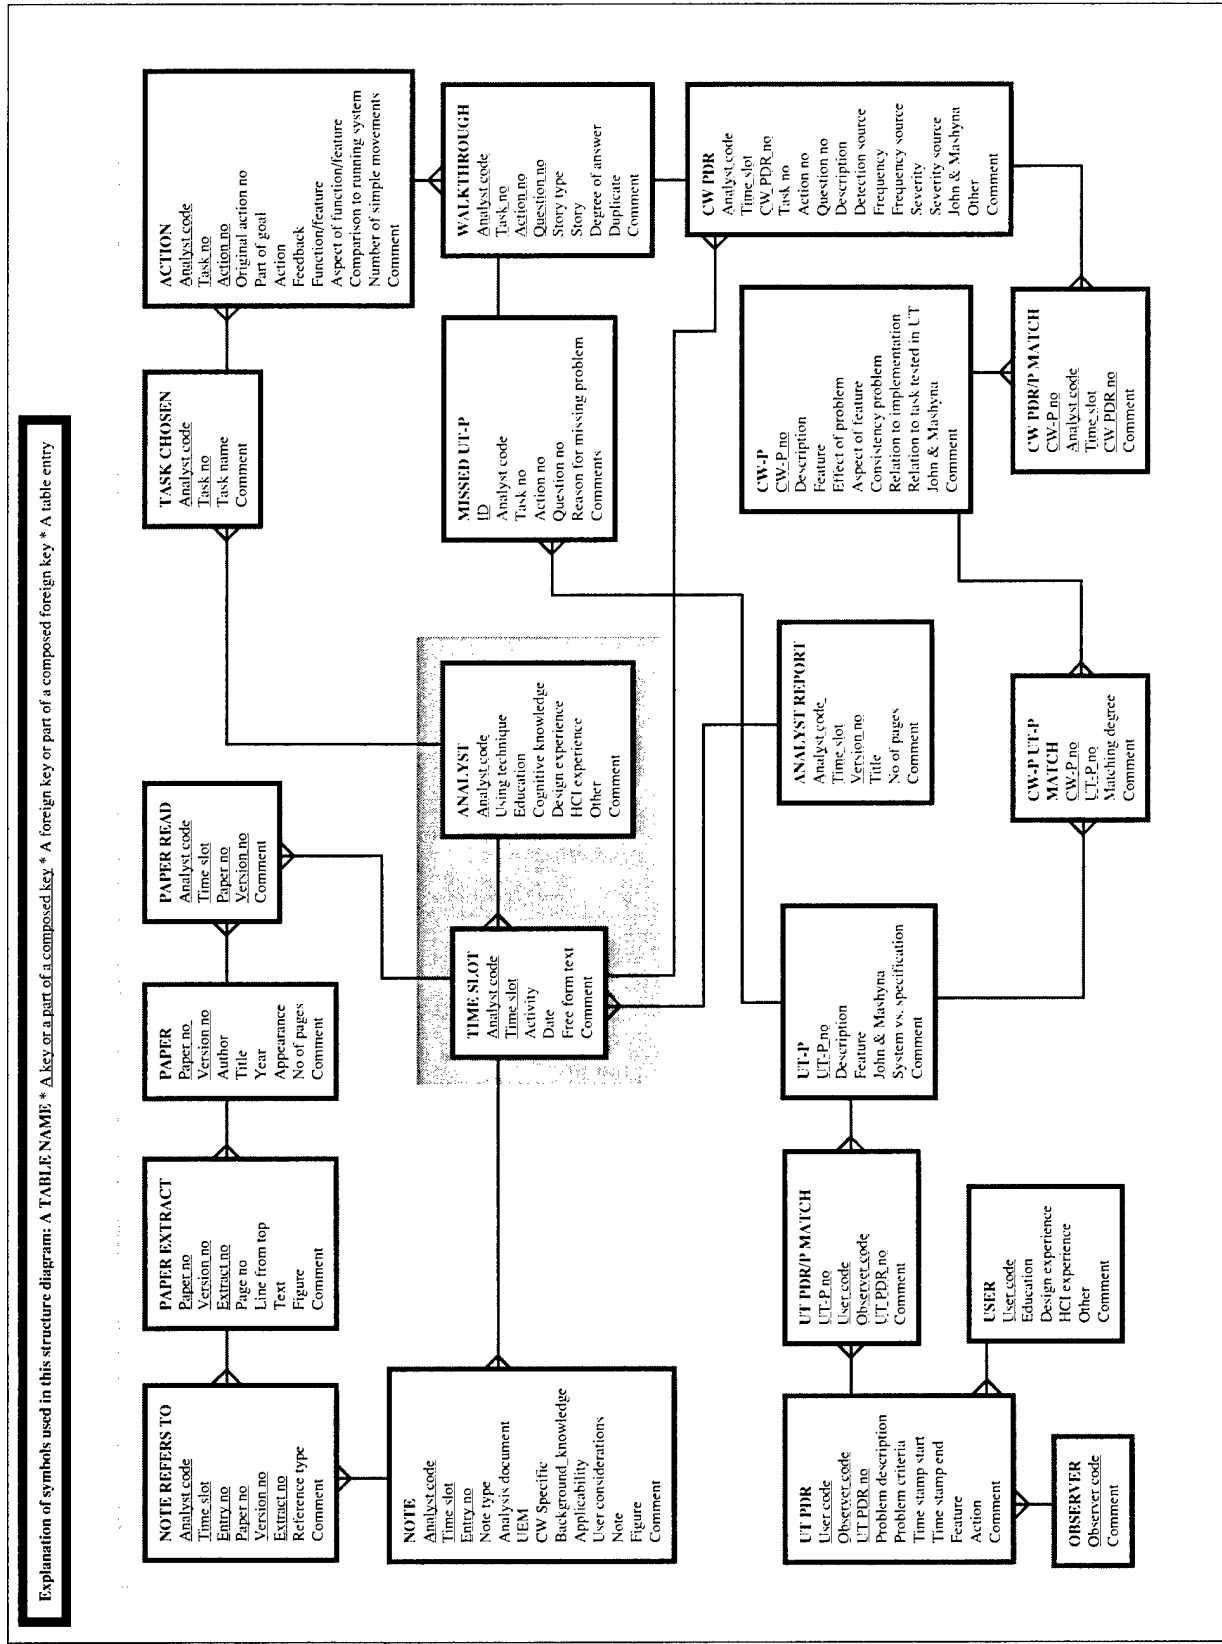 Explanation of symbols used in this structure diagram: A TABLE NAME * A key or a part of a composed key * A foreign key or part of a composed foreign key * A table entry
NOTE REFERS TO
Analyst code
Time slot
Entry no
Paper no
Version no
Extract no
Reference type
Comment
PAPER EXTRACT
Paper no
Version no
Extract no
Page no
Line from top
Text
Figure
Comment
PAPER
Paper no
Version no
Author
Title
Year
Appearance
No of pages
Comment
PAPER READ
Analyst code
Time slot
Paper no
Version no
Comment
TASK CHOSEN
Analyst code
Task no
Task name
Comment
ACTION
Analyst code
Task no
Action no
Original action no
Part of goal
Action
Feedback
Function/feature
Aspect of function/feature
Comparison to running system
Number of simple movements
Comment
NOTE
Analyst code
Time slot
Entry no
Note type
Analysis document
UEM
CW Specific
Background_knowledge
Applicability
User considerations
Note
Figure
Comment
TIME SLOT
Analyst code
Time slot
Activity
Date
Free form text
Comment
ANALYST
Analyst code
Using technique
Education
Cognitive knowledge
Design experience
HCI experience
Other
Comment
MISSED UT-P
ID
Analyst code
Task no
Action no
Question no
Reason for missing problem
Comments
WALKTHROUGH
Analyst code
Task no
Action no
Question no
Story type
Story
Degree of answer
Duplicate
Comment
UT PDR
User code
Observer code
UT PDR no
Problem description
Problem criteria
Time stamp start
Time stamp end
Feature
Action
Comment
UT PDR/P MATCH
UT-P no
User code
Observer code
UT PDR no
Comment
UT-P
UT-P no
Description
Feature
John & Mashyna
System vs. specification
Comment
ANALYST REPORT
Analyst code
Time slot
Version no
Title
No of pages
Comment
CW-P
CW-P no
Description
Feature
Effect of problem
Aspect of feature
Consistency problem
Relation to implementation
Relation to task tested in UT
John & Mashyna
Comment
CW PDR
Analyst code
Time slot
CW PDR no
Task no
Action no
Question no
Description
Detection source
Frequency
Frequency source
Severity
Severity source
John & Mashyna
Other
Comment
OBSERVER
Observer code
Comment
USER
User code
Education
Design experience
HCI experience
Other
Comment
CW-P UT-P
MATCH
CW-P no
UT-P no
Matching degree
Comment
CW PDR/P MATCH
CW-P no
Analyst code
Time slot
CW PDR no
Comment